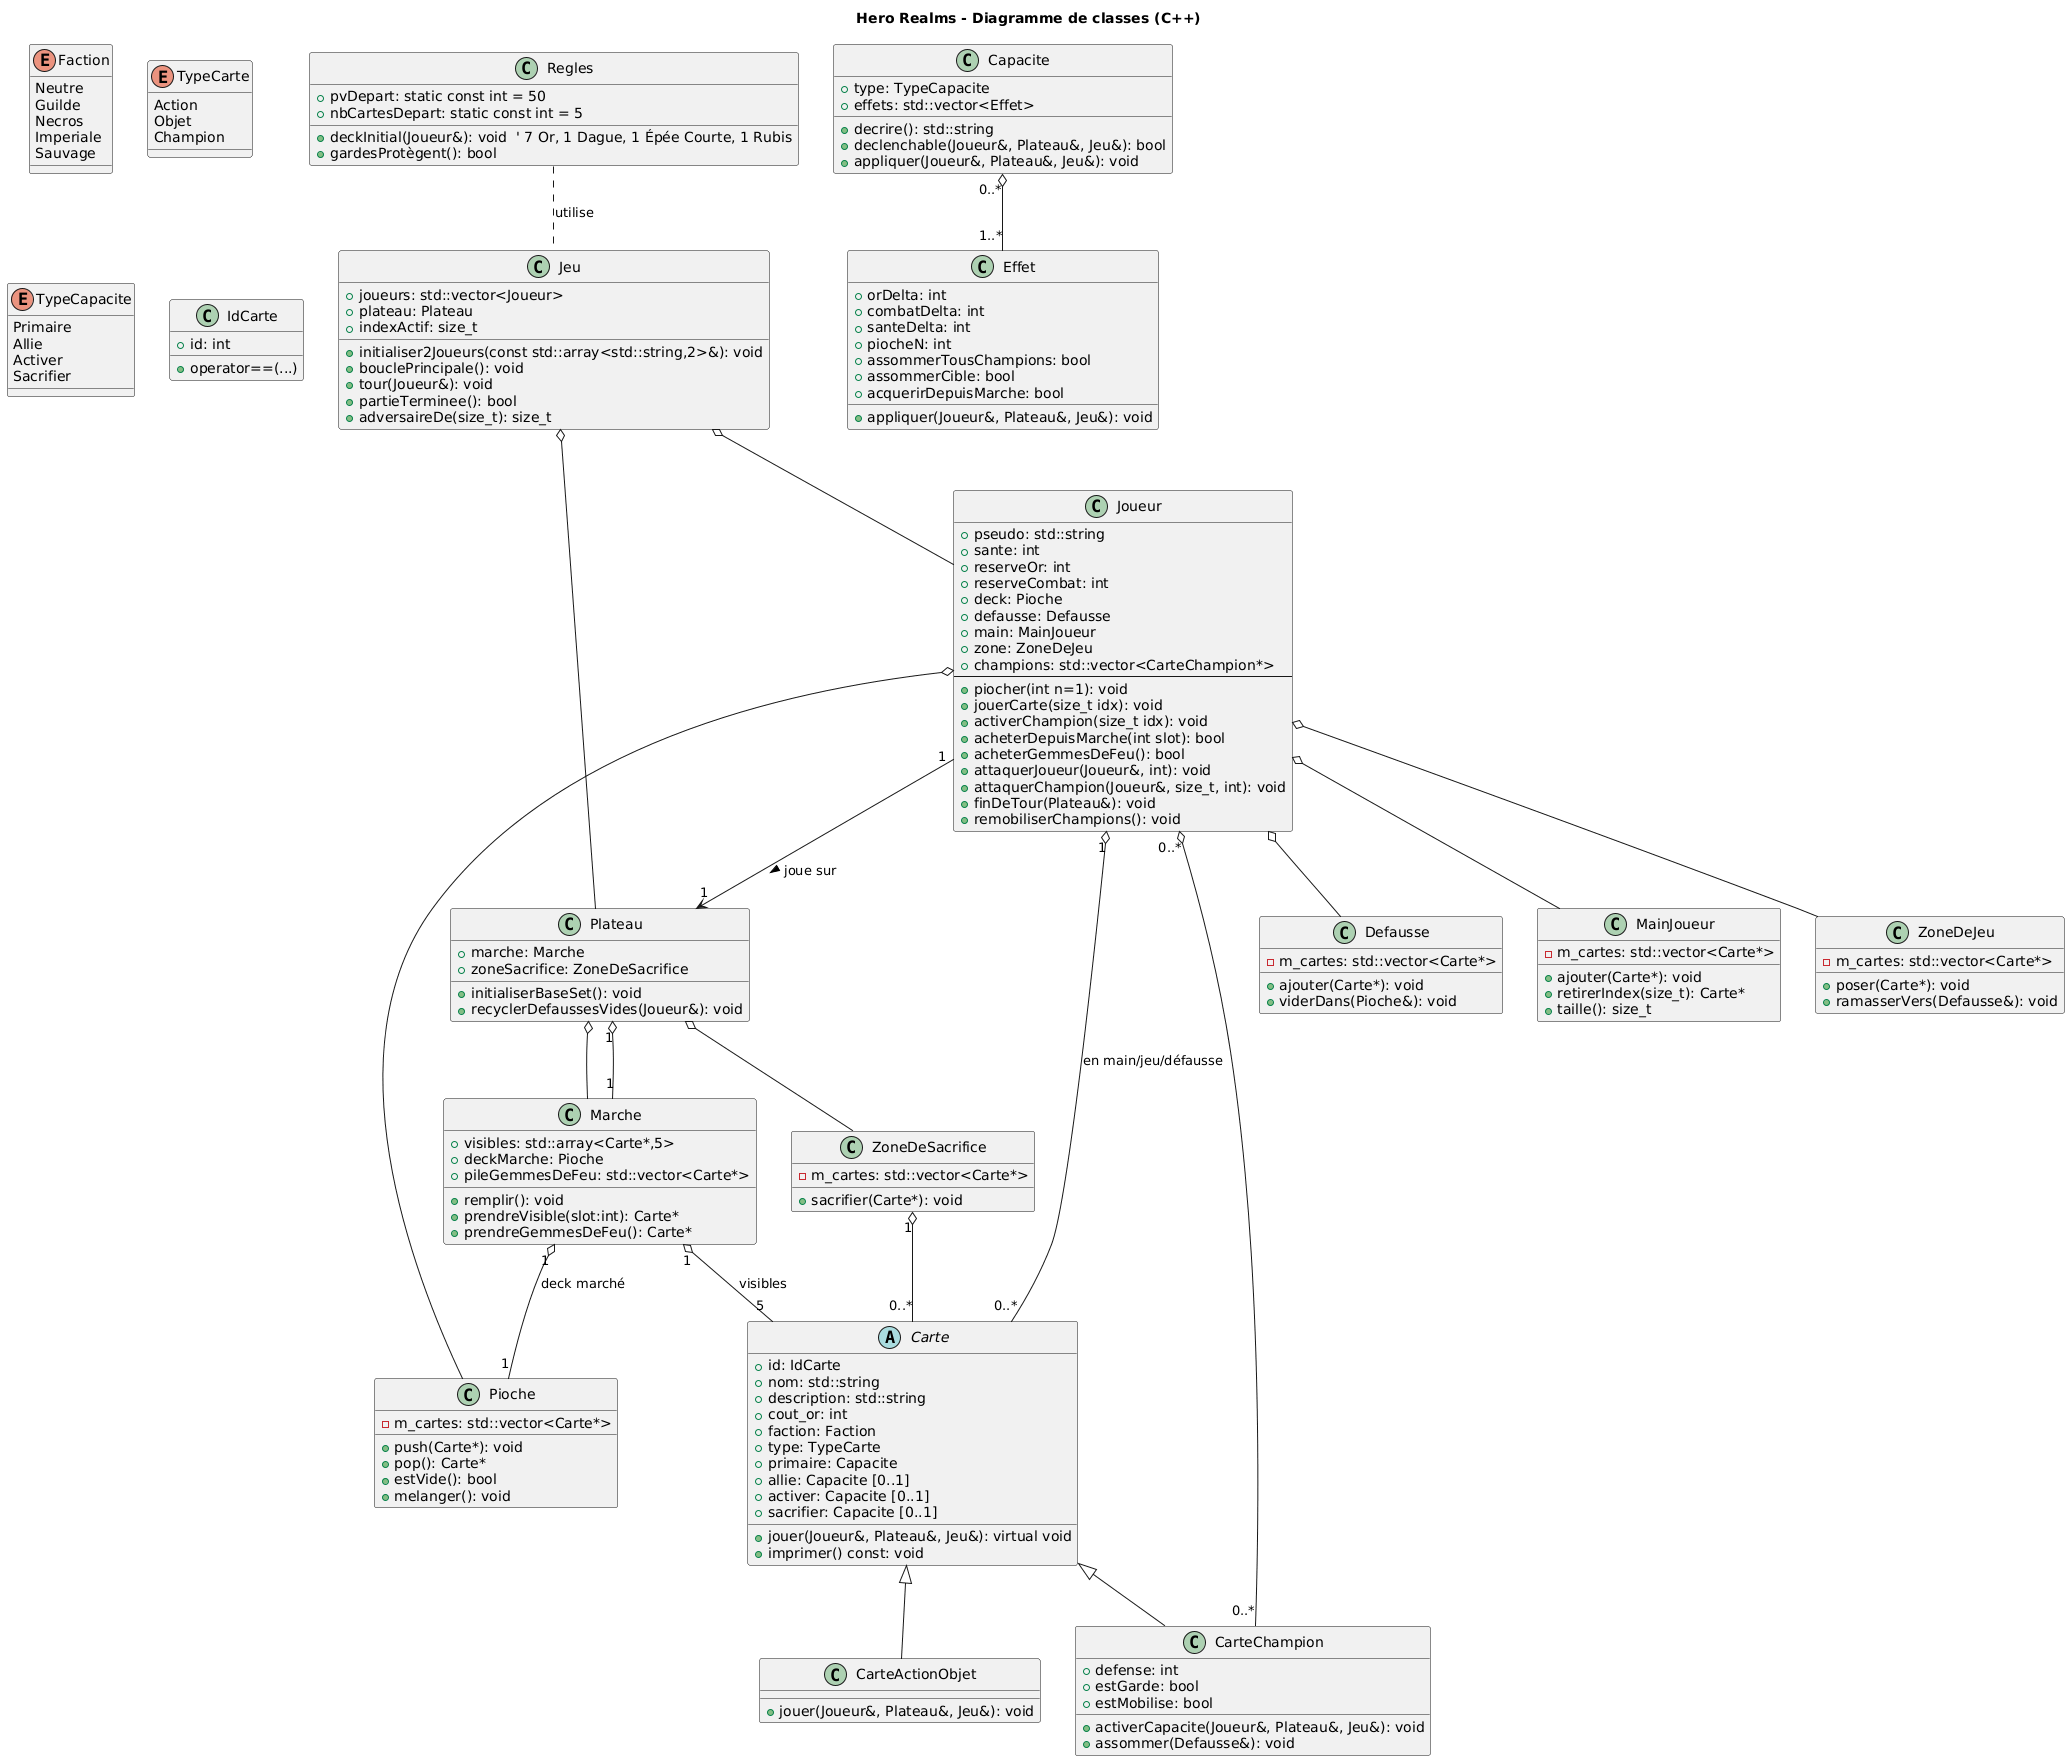 Hero Realms - Diagramme de classes (C++)
E Faction
Neutre
Guilde
Necros
Imperiale
Sauvage
E TypeCarte
Action
Objet
Champion
C Regles
pvDepart: static const int = 50
nbCartesDepart: static const int = 5
deckInitial(Joueur&): void  ' 7 Or, 1 Dague, 1 Épée Courte, 1 Rubis
gardesProtègent(): bool
C Capacite
type: TypeCapacite
effets: std::vector<Effet>
decrire(): std::string
declenchable(Joueur&, Plateau&, Jeu&): bool
appliquer(Joueur&, Plateau&, Jeu&): void
utilise
0..*
1..*
E TypeCapacite
Primaire
Allie
Activer
Sacrifier
C IdCarte
id: int
operator==(...)
C Jeu
joueurs: std::vector<Joueur>
plateau: Plateau
indexActif: size_t
initialiser2Joueurs(const std::array<std::string,2>&): void
bouclePrincipale(): void
tour(Joueur&): void
partieTerminee(): bool
adversaireDe(size_t): size_t
C Effet
orDelta: int
combatDelta: int
santeDelta: int
piocheN: int
assommerTousChampions: bool
assommerCible: bool
acquerirDepuisMarche: bool
appliquer(Joueur&, Plateau&, Jeu&): void
C Joueur
pseudo: std::string
sante: int
reserveOr: int
reserveCombat: int
deck: Pioche
defausse: Defausse
main: MainJoueur
zone: ZoneDeJeu
champions: std::vector<CarteChampion*>
piocher(int n=1): void
jouerCarte(size_t idx): void
activerChampion(size_t idx): void
acheterDepuisMarche(int slot): bool
acheterGemmesDeFeu(): bool
attaquerJoueur(Joueur&, int): void
attaquerChampion(Joueur&, size_t, int): void
finDeTour(Plateau&): void
remobiliserChampions(): void
1
1
0..*
joue sur
1
C Plateau
marche: Marche
zoneSacrifice: ZoneDeSacrifice
initialiserBaseSet(): void
recyclerDefaussesVides(Joueur&): void
C Defausse
m_cartes: std::vector<Carte*>
ajouter(Carte*): void
viderDans(Pioche&): void
C MainJoueur
m_cartes: std::vector<Carte*>
ajouter(Carte*): void
retirerIndex(size_t): Carte*
taille(): size_t
C ZoneDeJeu
m_cartes: std::vector<Carte*>
poser(Carte*): void
ramasserVers(Defausse&): void
1
en main/jeu/défausse
1
C Marche
visibles: std::array<Carte*,5>
deckMarche: Pioche
pileGemmesDeFeu: std::vector<Carte*>
remplir(): void
prendreVisible(slot:int): Carte*
prendreGemmesDeFeu(): Carte*
C ZoneDeSacrifice
m_cartes: std::vector<Carte*>
sacrifier(Carte*): void
1
1
1
deck marché
visibles
1
5
0..*
0..*
C Pioche
m_cartes: std::vector<Carte*>
push(Carte*): void
pop(): Carte*
estVide(): bool
melanger(): void
A Carte
id: IdCarte
nom: std::string
description: std::string
cout_or: int
faction: Faction
type: TypeCarte
primaire: Capacite
allie: Capacite [0..1]
activer: Capacite [0..1]
sacrifier: Capacite [0..1]
jouer(Joueur&, Plateau&, Jeu&): virtual void
imprimer() const: void
0..*
C CarteActionObjet
jouer(Joueur&, Plateau&, Jeu&): void
C CarteChampion
defense: int
estGarde: bool
estMobilise: bool
activerCapacite(Joueur&, Plateau&, Jeu&): void
assommer(Defausse&): void